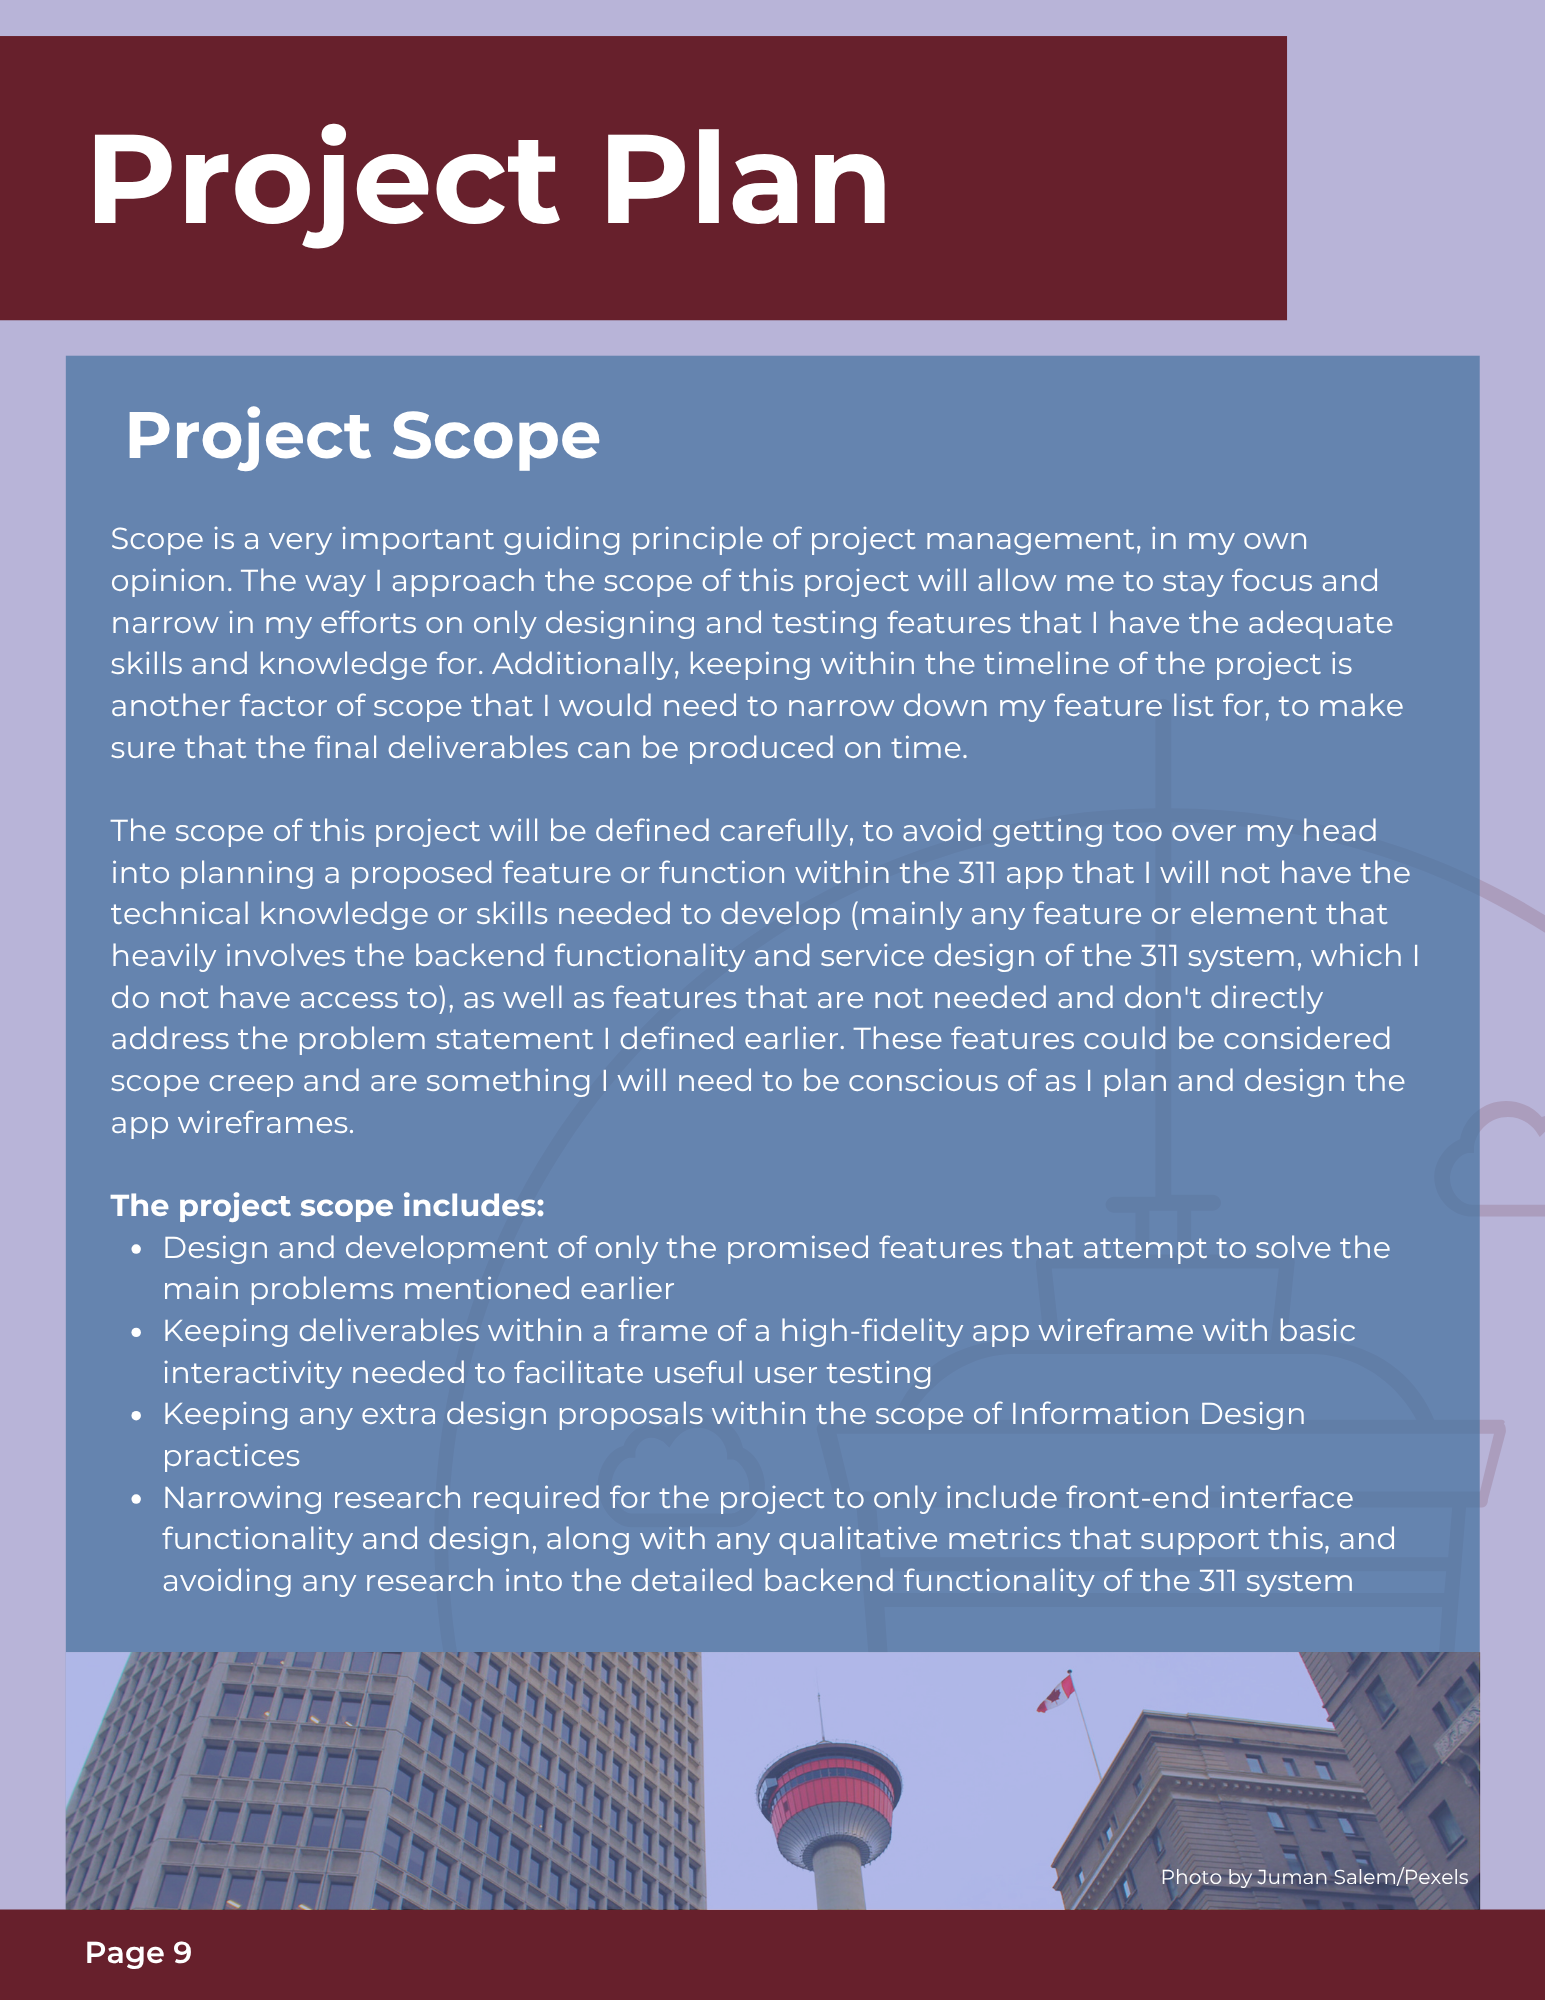 Project Plan
Project Scope
Scope is a very important guiding principle of project management, in my own
opinion. The way I approach the scope of this project will allow me to stay focus and
narrow in my efforts on only designing and testing features that I have the adequate
skills and knowledge for. Additionally, keeping within the timeline of the project is
another factor of scope that I would need to narrow down my feature list for, to make
sure that the final deliverables can be produced on time.
The scope of this project will be defined carefully, to avoid getting too over my head
into planning a proposed feature or function within the 311 app that I will not have the
technical knowledge or skills needed to develop (mainly any feature or element that
heavily involves the backend functionality and service design of the 311 system, which I
do not have access to), as well as features that are not needed and don't directly
address the problem statement I defined earlier. These features could be considered
scope creep and are something I will need to be conscious of as I plan and design the
app wireframes.
The project scope includes:
• Design and development of only the promised features that attempt to solve the
main problems mentioned earlier
• Keeping deliverables within a frame of a high-fidelity app wireframe with basic
interactivity needed to facilitate useful user testing
• Keeping any extra design proposals within the scope of Information Design
practices
• Narrowing research required for the project to only include front-end interface
functionality and design, along with any qualitative metrics that support this, and
avoiding any research into the detailed backend functionality of the 311 system
Photo by Juman Salem/Pexels
Page 9